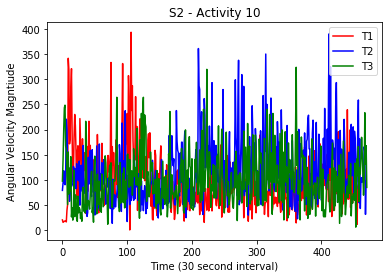 S2 - Activity 10
Angular Velocity Magntiude
400
350
300
250
200
150
100
50
0
0
100
200
300
400
Time (30 second interval)
T1
T2
T3